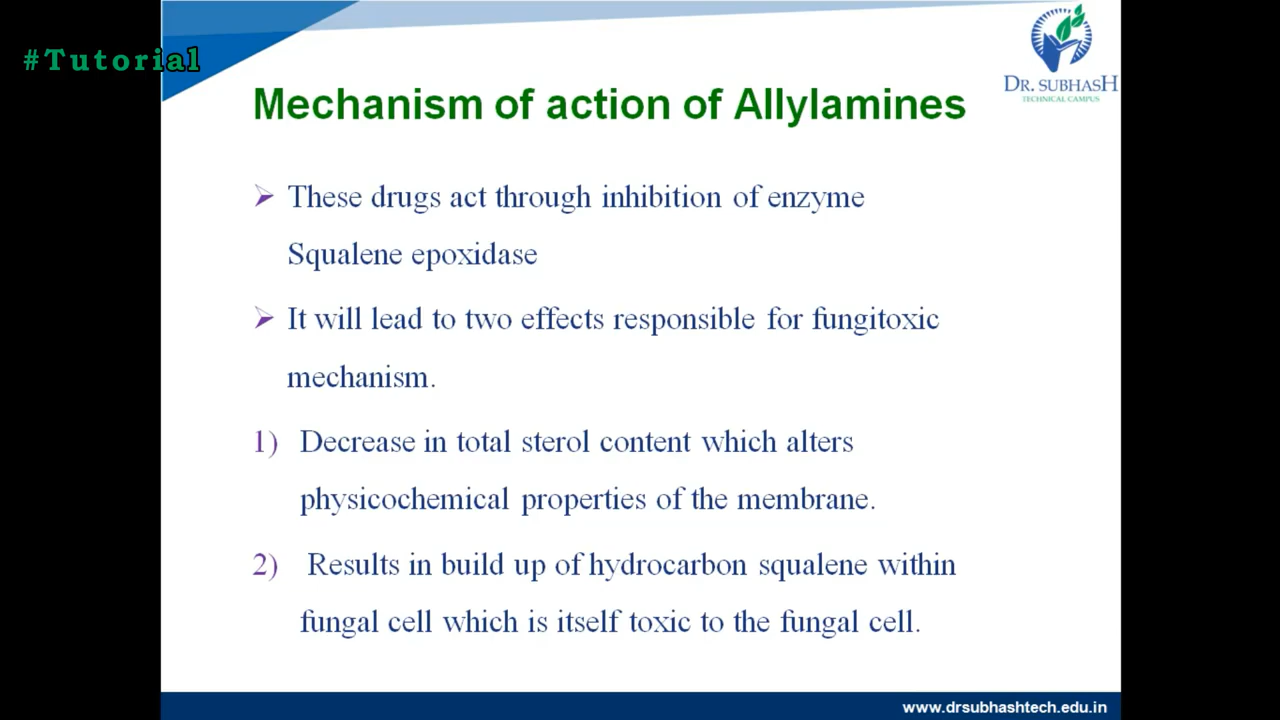 #Tutorial
DR. SUBHASH
TECHNICAL CAMPUS
Mechanism of action of Allylamines
➢ These drugs act through inhibition of enzyme
Squalene epoxidase
➢ It will lead to two effects responsible for fungitoxic
mechanism.
1) Decrease in total sterol content which alters
physicochemical properties of the membrane.
2) Results in build up of hydrocarbon squalene within
fungal cell which is itself toxic to the fungal cell.
www.drsubhashtech.edu.in